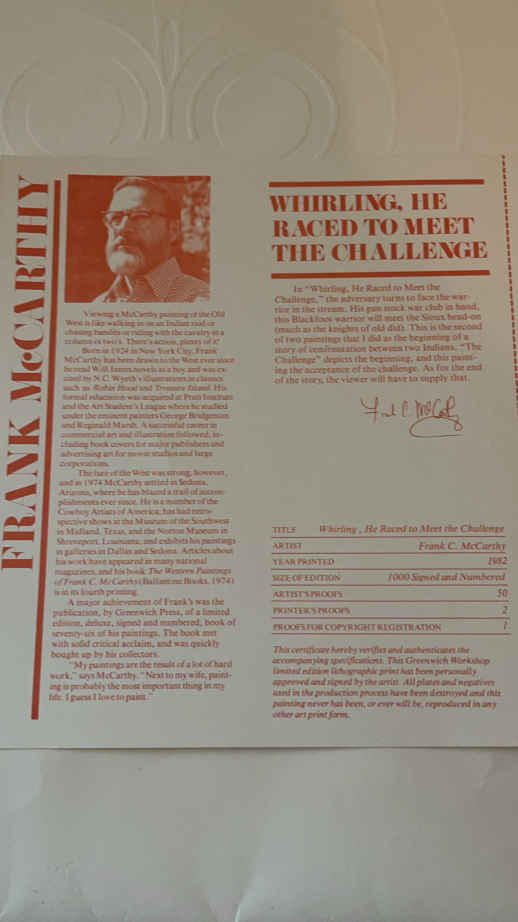 FRANK McCARTHY
Viewing a McCarthy painting of the Old
West is like walking in on an Indian raid or
chasing bandits or riding with the cavalry in a
column of two's. There's action, plenty of it!
Born in 1924 in New York City, Frank
McCarthy has been drawn to the West ever since
he read Will James novels as a boy and was ex-
cited by N.C. Wyeth's illustrations in classics
such as Robin Hood and Treasure Island. His
formal education was acquired at Pratt Institute
and the Art Student's League where he studied
under the eminent painters George Bridgeman
and Reginald Marsh. A successful career in
commercial art and illustration followed, in-
cluding book covers for major publishers and
advertising art for movie studios and large
corporations.
The lure of the West was strong, however,
and in 1974 McCarthy settled in Sedona,
Arizona, where he has blazed a trail of accom-
plishments ever since. He is a member of the
Cowboy Artists of America, has had retro-
spective shows at the Museum of the Southwest
in Midland, Texas, and the Norton Museum in
Shreveport, Louisiana, and exhibits his paintings
in galleries in Dallas and Sedona. Articles about
his work have appeared in many national
magazines, and his book The Western Paintings
of Frank C. McCarthy (Ballantine Books, 1974)
is in its fourth printing.
A major achievement of Frank's was the
publication, by Greenwich Press, of a limited
edition, deluxe, signed and numbered, book of
seventy-six of his paintings. The book met
with solid critical acclaim, and was quickly
bought up by his collectors.
"My paintings are the result of a lot of hard
work," says McCarthy. "Next to my wife, paint-
ing is probably the most important thing in my
life. I guess I love to paint."
WHIRLING, HE
RACED TO MEET
THE CHALLENGE
In "Whirling, He Raced to Meet the
Challenge," the adversary turns to face the war-
rior in the stream. His gun stock war club in hand,
this Blackfoot warrior will meet the Sioux head-on
(much as the knights of old did). This is the second
of two paintings that I did as the beginning of a
story of confrontation between two Indians. "The
Challenge" depicts the beginning, and this paint-
ing the acceptance of the challenge. As for the end
of the story, the viewer will have to supply that.
Frank C. McCarthy
TITLE Whirling, He Raced to Meet the Challenge
ARTIST Frank C. McCarthy
YEAR PRINTED 1982
SIZE OF EDITION 1000 Signed and Numbered
ARTIST'S PROOFS 50
PRINTER'S PROOFS 2
PROOFS FOR COPYRIGHT REGISTRATION 1
This certificate hereby verifies and authenticates the
accompanying specifications. This Greenwich Workshop
limited edition lithographic print has been personally
approved and signed by the artist. All plates and negatives
used in the production process have been destroyed and this
painting never has been, or ever will be, reproduced in any
other art print form.